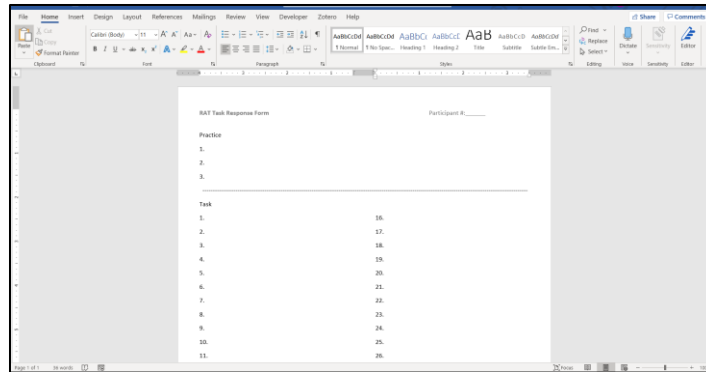 File Home Insert Design Layout References Mailings Review View Developer Zotero Help Share Comments
Cut
Copy
Paste
Format Painter
Calibri (Body) 11
Find
Replace
Select
AaBbCcDd AaBbCcDd AaBbCc AaBbCcC AaB AaBbCcD AaBbCcDd
¶ Normal ¶ No Spac... Heading 1 Heading 2 Title Subtitle Subtle Em...
Dictate Sensitivity Editor
Clipboard Font Paragraph Styles Editing Voice Sensitivity Editor
RAT Task Response Form Participant #:______
Practice
1.
2.
3.
Task
1. 16.
2. 17.
3. 18.
4. 19.
5. 20.
6. 21.
7. 22.
8. 23.
9. 24.
10. 25.
11. 26.
Page 1 of 1 36 words Focus